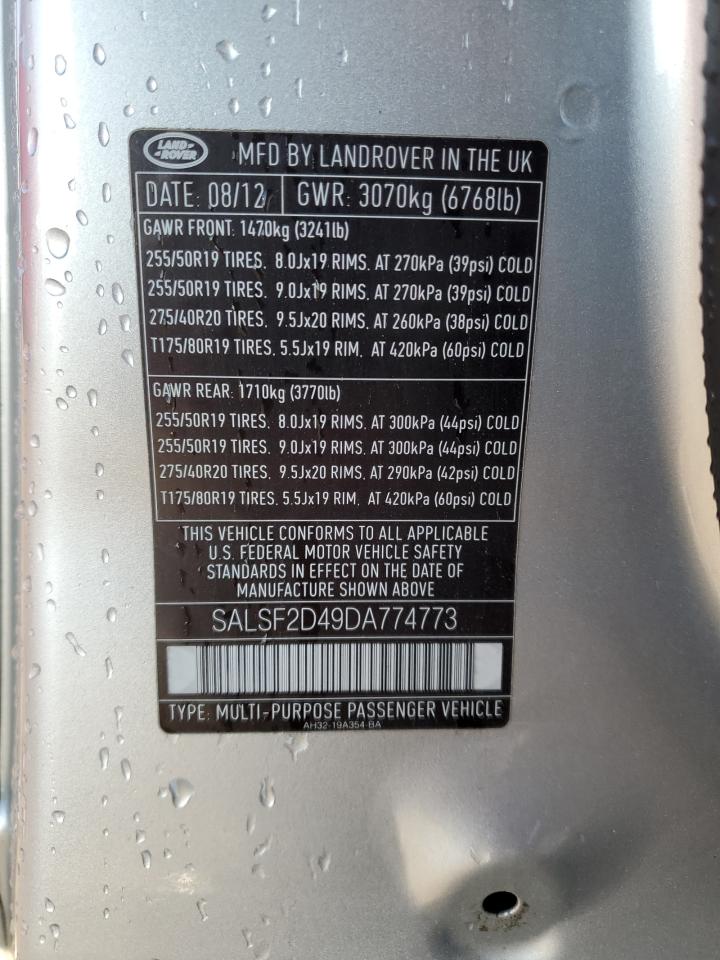 LAND ROVER
MFD BY LANDROVER IN THE UK
DATE: 08/12 GWR: 3070kg (6768lb)
GAWR FRONT: 1470kg (3241lb)
255/50R19 TIRES. 8.0Jx19 RIMS. AT 270kPa (39psi) COLD
255/50R19 TIRES. 9.0Jx19 RIMS. AT 270kPa (39psi) COLD
275/40R20 TIRES. 9.5Jx20 RIMS. AT 260kPa (38psi) COLD
T175/80R19 TIRES. 5.5Jx19 RIM. AT 420kPa (60psi) COLD
GAWR REAR: 1710kg (3770lb)
255/50R19 TIRES. 8.0Jx19 RIMS. AT 300kPa (44psi) COLD
255/50R19 TIRES. 9.0Jx19 RIMS. AT 300kPa (44psi) COLD
275/40R20 TIRES. 9.5Jx20 RIMS. AT 290kPa (42psi) COLD
T175/80R19 TIRES. 5.5Jx19 RIM. AT 420kPa (60psi) COLD
THIS VEHICLE CONFORMS TO ALL APPLICABLE
U.S. FEDERAL MOTOR VEHICLE SAFETY
STANDARDS IN EFFECT ON THE DATE OF
MANUFACTURE SHOWN ABOVE
SALSF2D49DA774773
TYPE: MULTI-PURPOSE PASSENGER VEHICLE
AH32-19A354-BA